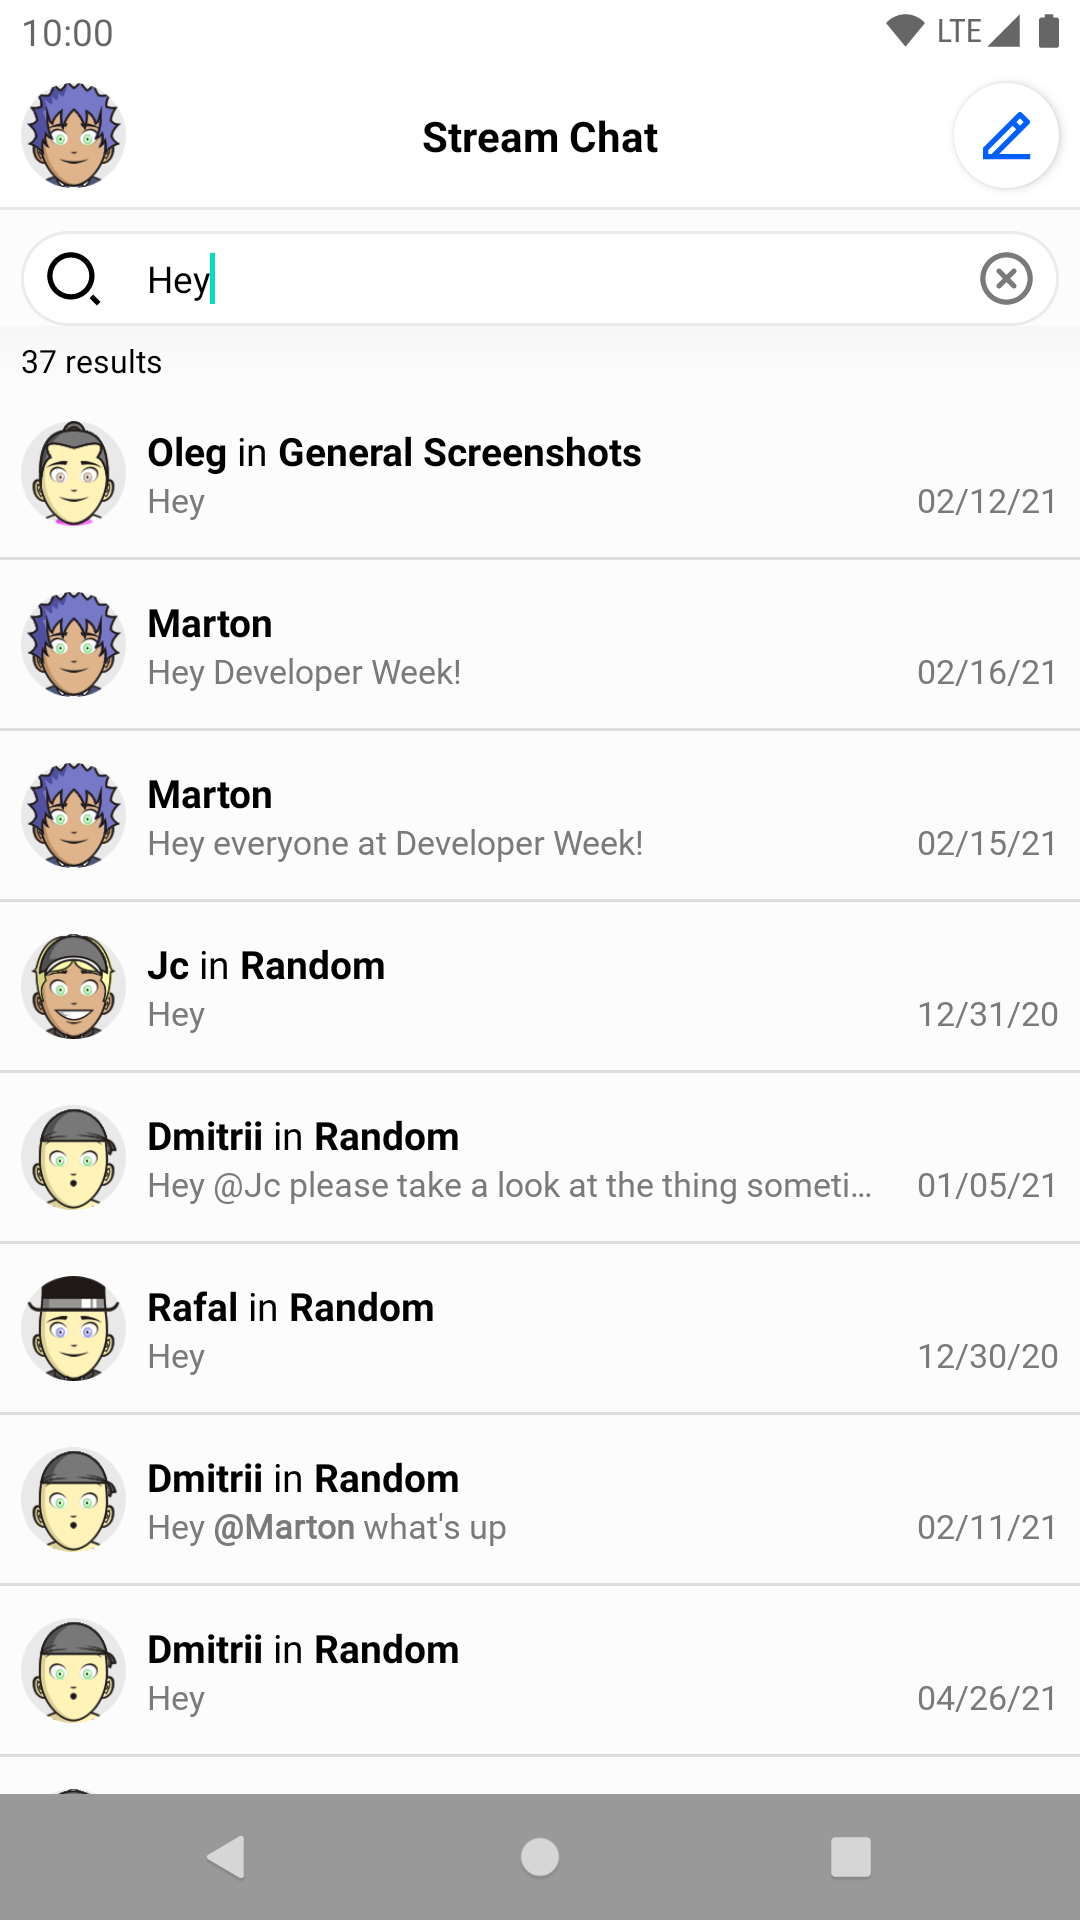 10:00 LTE
Stream Chat
Hey
37 results
Oleg in General Screenshots
Hey 02/12/21
Marton
Hey Developer Week! 02/16/21
Marton
Hey everyone at Developer Week! 02/15/21
Jc in Random
Hey 12/31/20
Dmitrii in Random
Hey @Jc please take a look at the thing someti... 01/05/21
Rafal in Random
Hey 12/30/20
Dmitrii in Random
Hey @Marton what's up 02/11/21
Dmitrii in Random
Hey 04/26/21